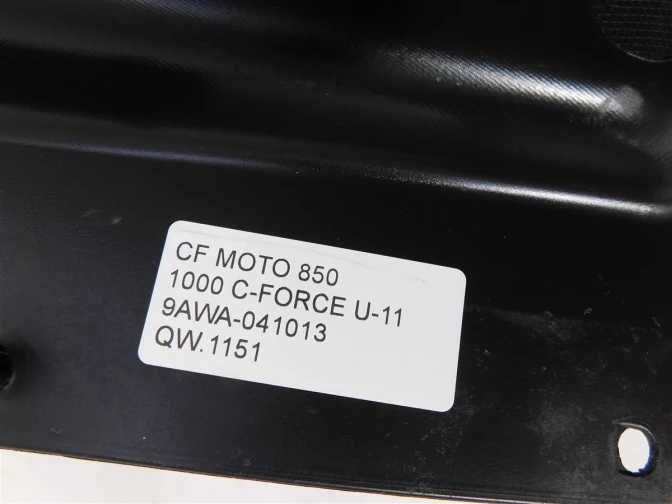 CF MOTO 850
1000 C-FORCE U-11
9AWA-041013
QW.1151